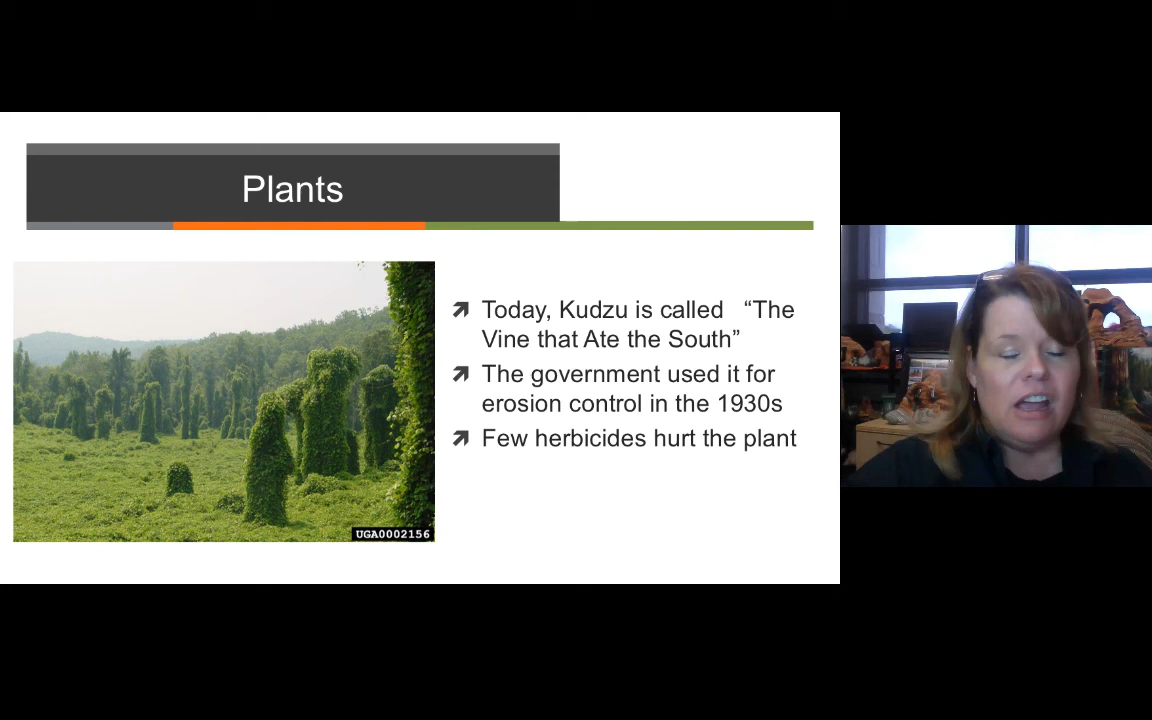 Plants
Today, Kudzu is called “The
Vine that Ate the South”
The government used it for
erosion control in the 1930s
Few herbicides hurt the plant
UGA0002156